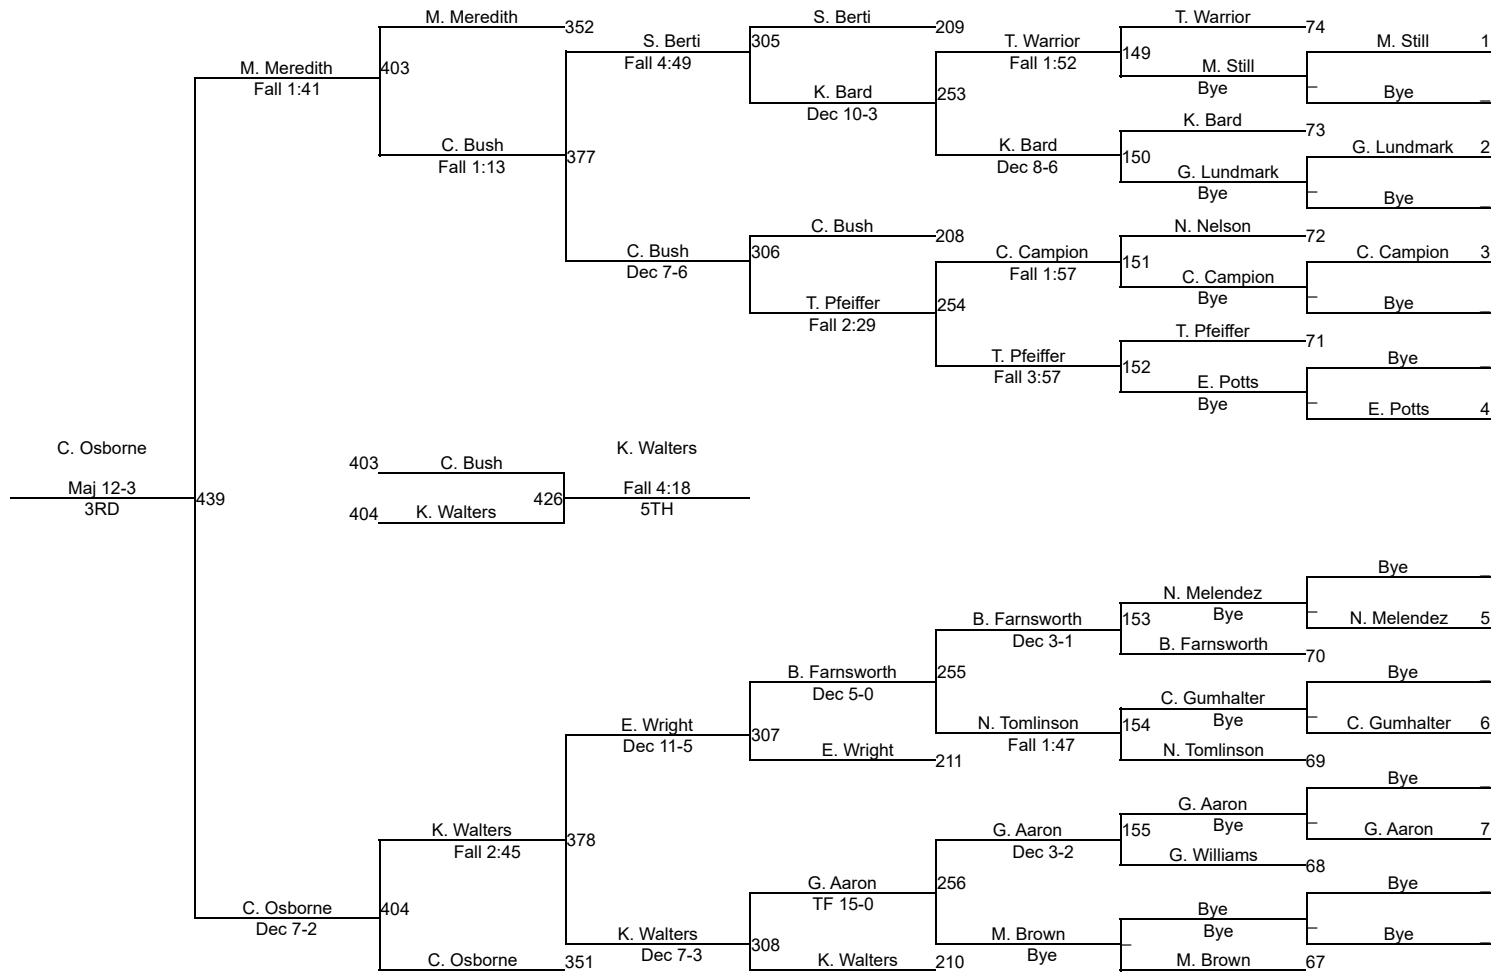 M. Meredith 352 S. Berti 209 T. Warrior 74
S. Berti 305 T. Warrior 149 M. Still 1
M. Meredith 403 Fall 4:49 Fall 1:52 M. Still
Fall 1:41 K. Bard 253 Bye _ Bye _
Dec 10-3 K. Bard 73
C. Bush 377 K. Bard 150 G. Lundmark 2
Fall 1:13 Dec 8-6 G. Lundmark
Bye _ Bye _
C. Bush 208 N. Nelson 72
C. Bush 306 C. Campion 151 C. Campion 3
Dec 7-6 Fall 1:57 C. Campion
T. Pfeiffer 254 Bye _ Bye _
Fall 2:29 T. Pfeiffer 71
T. Pfeiffer 152 Bye _
Fall 3:57 E. Potts
Bye _ E. Potts 4
C. Osborne K. Walters
403 C. Bush
Maj 12-3 439 426 Fall 4:18
3RD 404 K. Walters 5TH
Bye _
N. Melendez
B. Farnsworth 153 Bye _ N. Melendez 5
Dec 3-1 B. Farnsworth 70
B. Farnsworth 255 Bye _
Dec 5-0 C. Gumhalter
E. Wright 307 N. Tomlinson 154 Bye _ C. Gumhalter 6
Dec 11-5 E. Wright 211 Fall 1:47 N. Tomlinson 69
Bye _
G. Aaron
K. Walters 378 G. Aaron 155 Bye _ G. Aaron 7
Fall 2:45 Dec 3-2 G. Williams 68
G. Aaron 256 Bye _
C. Osborne 404 TF 15-0 Bye
Dec 7-2 K. Walters 308 M. Brown _ Bye _ Bye _
Dec 7-3 Bye
C. Osborne 351 K. Walters 210 M. Brown 67